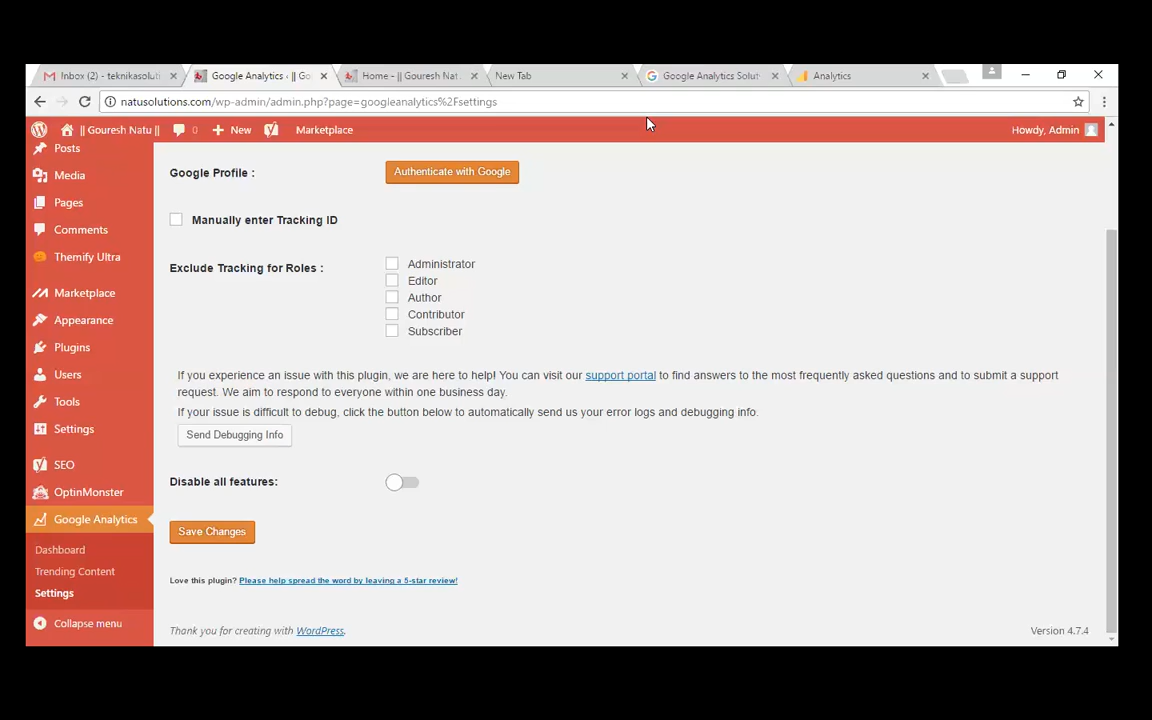 Inbox (2) - teknikasoluti
Google Analytics ‹ || Go
Home - || Gouresh Nat
New Tab
Google Analytics Solut
Analytics
natusolutions.com/wp-admin/admin.php?page=googleanalytics%2Fsettings
|| Gouresh Natu ||
0
New
Marketplace
Howdy, Admin
Posts
Media
Pages
Comments
Themify Ultra
Marketplace
Appearance
Plugins
Users
Tools
Settings
SEO
OptinMonster
Google Analytics
Dashboard
Trending Content
Settings
Collapse menu
Google Profile :
Authenticate with Google
Manually enter Tracking ID
Exclude Tracking for Roles :
Administrator
Editor
Author
Contributor
Subscriber
If you experience an issue with this plugin, we are here to help! You can visit our support portal to find answers to the most frequently asked questions and to submit a support
request. We aim to respond to everyone within one business day.
If your issue is difficult to debug, click the button below to automatically send us your error logs and debugging info.
Send Debugging Info
Disable all features:
Save Changes
Love this plugin? Please help spread the word by leaving a 5-star review!
Thank you for creating with WordPress.
Version 4.7.4